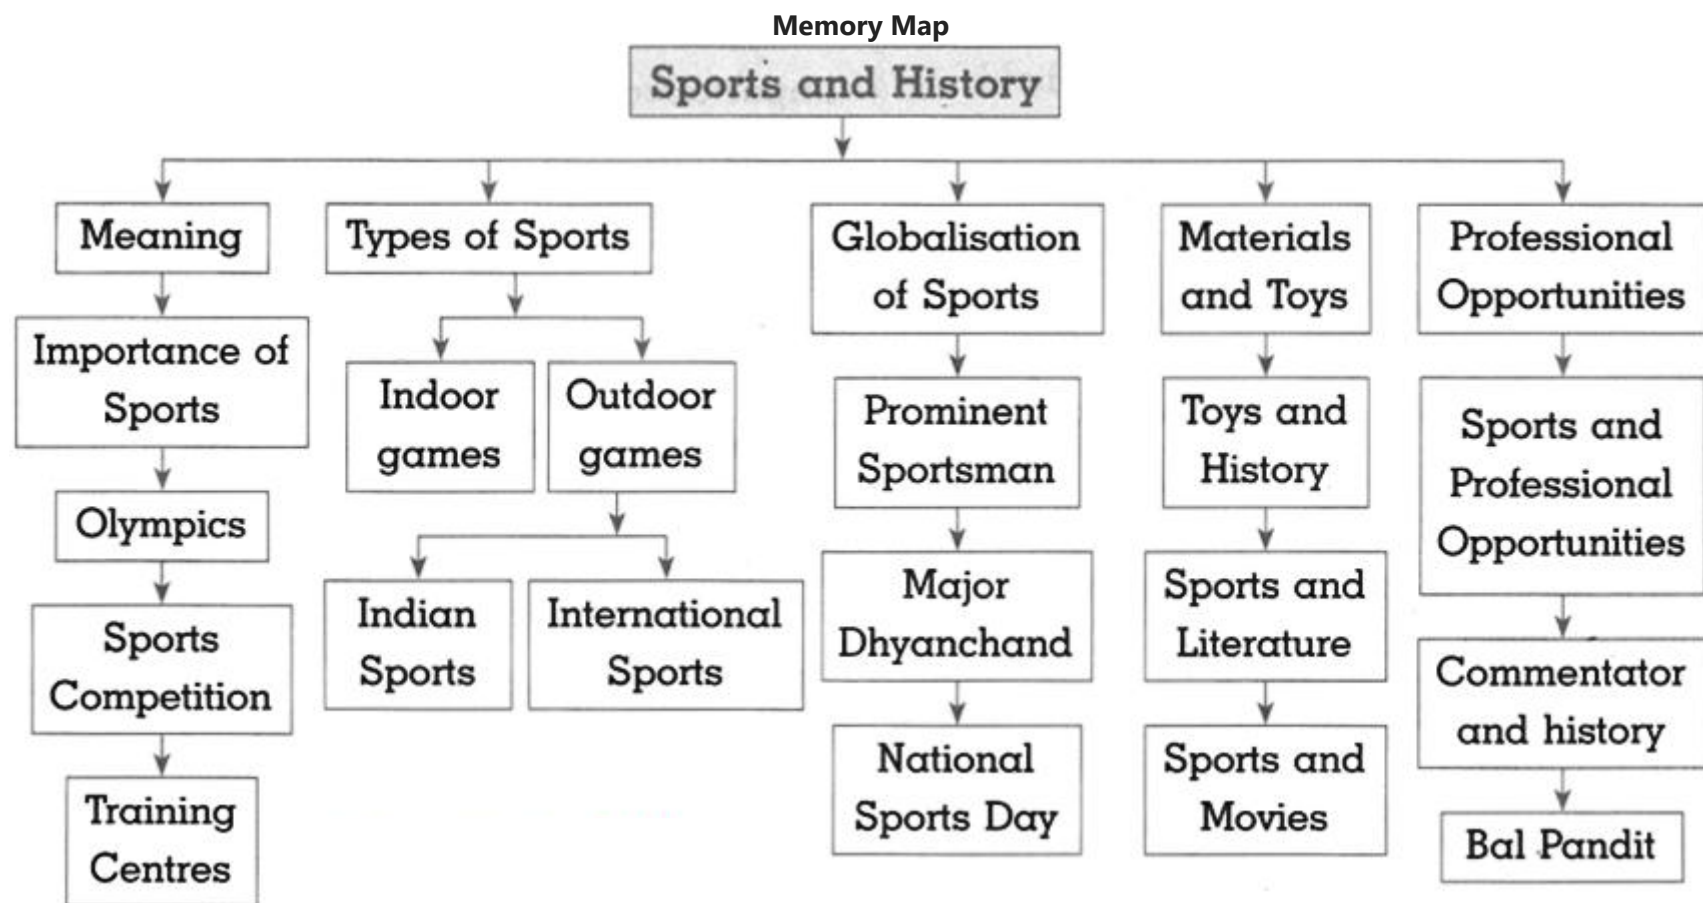 Memory Map
Sports and History
Meaning
Importance of
Sports
Olympics
Sports
Competition
Training
Centres
Types of Sports
Indoor
games
Outdoor
games
Indian
Sports
International
Sports
Globalisation
of Sports
Prominent
Sportsman
Major
Dhyanchand
National
Sports Day
Materials
and Toys
Toys and
History
Sports and
Literature
Sports and
Movies
Professional
Opportunities
Sports and
Professional
Opportunities
Commentator
and history
Bal Pandit